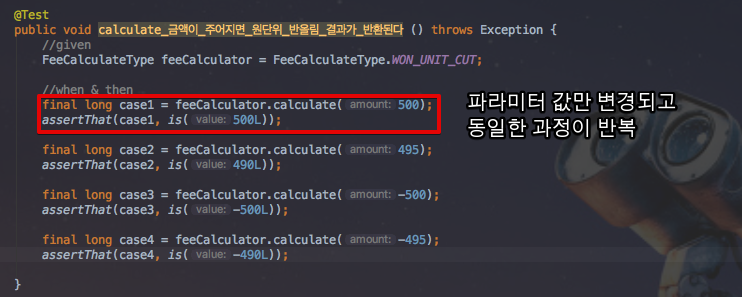 @Test
public void calculate_금액이_주어지면_원단위_반올림_결과가_반환된다 () throws Exception {
//given
FeeCalculateType feeCalculator = FeeCalculateType.WON_UNIT_CUT;
//when & then
final long case1 = feeCalculator.calculate( amount: 500);
assertThat(case1, is( value: 500L));
파라미터 값만 변경되고
동일한 과정이 반복
final long case2 = feeCalculator.calculate( amount: 495);
assertThat(case2, is( value: 490L));
final long case3 = feeCalculator.calculate( amount: -500);
assertThat(case3, is( value: -500L));
final long case4 = feeCalculator.calculate( amount: -495);
assertThat(case4, is( value: -490L));
}